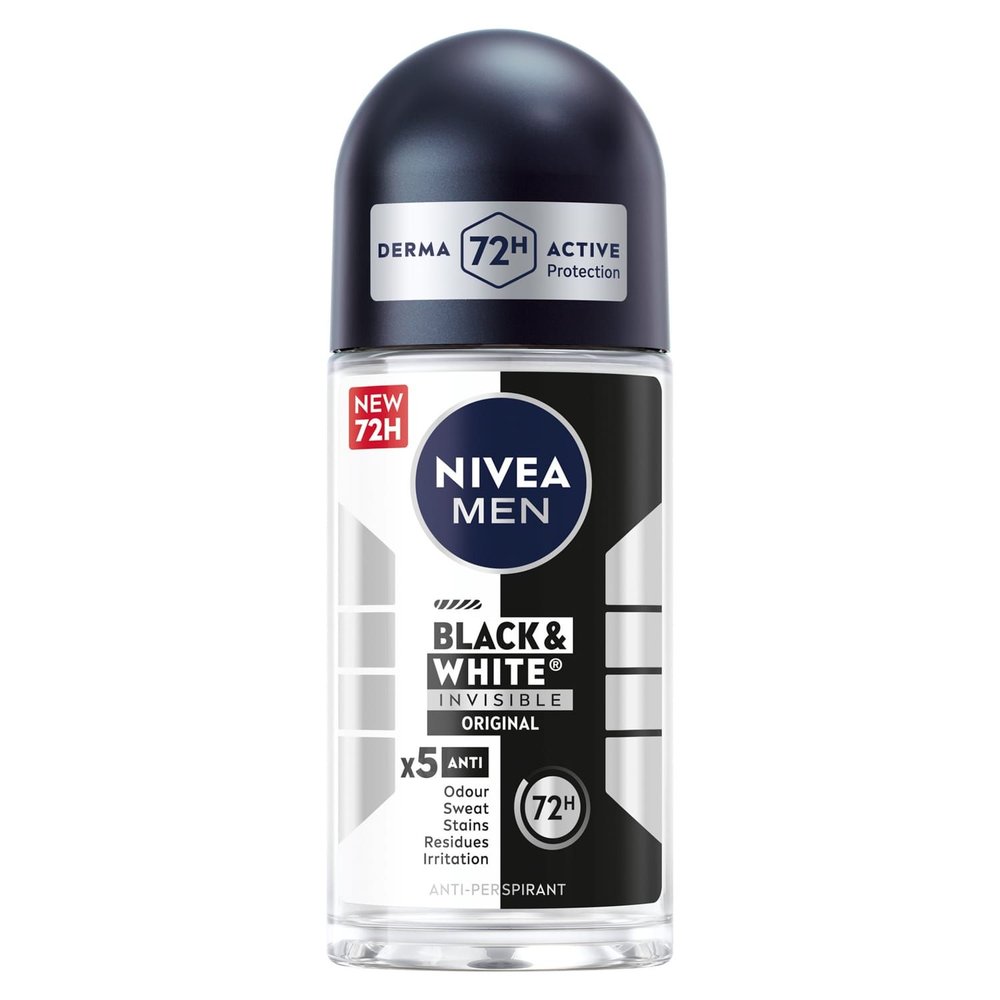 DERMA 72H ACTIVE
Protection
NEW
72H
NIVEA
MEN
BLACK &
WHITE®
INVISIBLE
ORIGINAL
x5 ANTI
Odour
Sweat
Stains
Residues
Irritation
72H
ANTI-PERSPIRANT